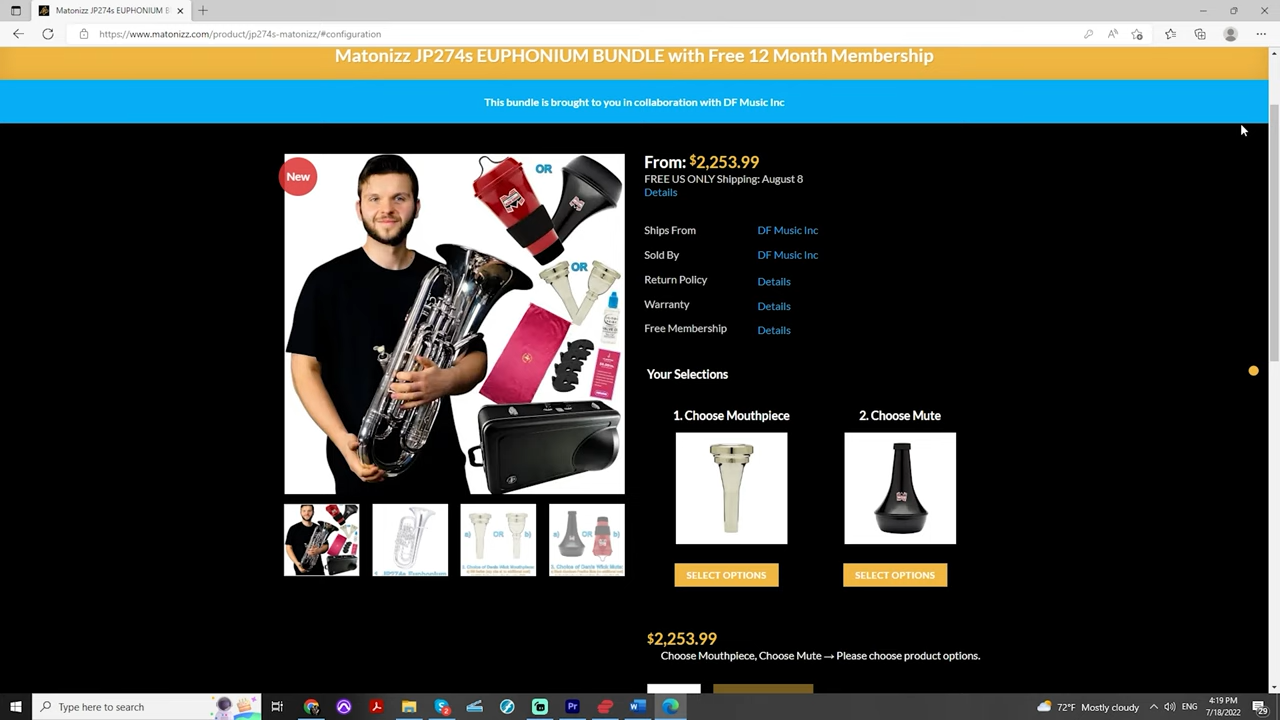 Matonizz JP274s EUPHONIUM B
https://www.matonizz.com/product/jp274s-matonizz/#configuration
Matonizz JP274s EUPHONIUM BUNDLE with Free 12 Month Membership
This bundle is brought to you in collaboration with DF Music Inc
New
OR
OR
From: $2,253.99
FREE US ONLY Shipping: August 8
Details
Ships From DF Music Inc
Sold By DF Music Inc
Return Policy Details
Warranty Details
Free Membership Details
Your Selections
1. Choose Mouthpiece 2. Choose Mute
SELECT OPTIONS SELECT OPTIONS
a) OR b)
a) OR b)
$2,253.99
Choose Mouthpiece, Choose Mute → Please choose product options.
Type here to search
72°F Mostly cloudy
ENG
4:19 PM
7/18/2022
29